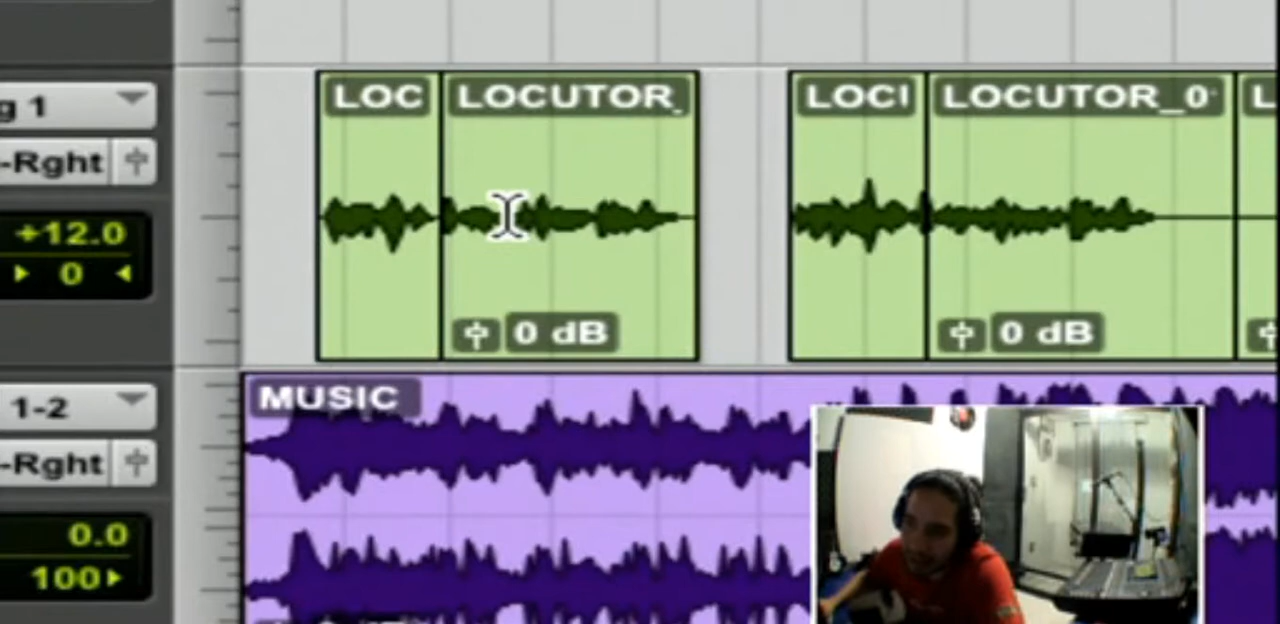 g 1
-Rght
+12.0
0
LOC
LOCUTOR_
0 dB
LOCU
LOCUTOR_0
0 dB
L
1-2
-Rght
0.0
100
MUSIC